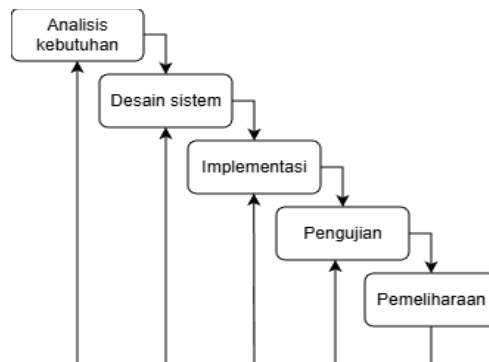 Analisis
kebutuhan
Desain sistem
Implementasi
Pengujian
Pemeliharaan